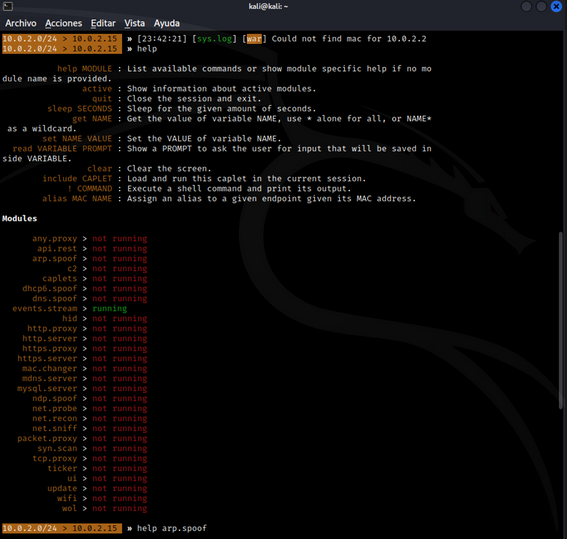 kali@kali: ~
Archivo Acciones Editar Vista Ayuda
10.0.2.0/24 > 10.0.2.15 » [23:42:21] [sys.log] [war] Could not find mac for 10.0.2.2
10.0.2.0/24 > 10.0.2.15 » help
help MODULE : List available commands or show module specific help if no mo
dule name is provided.
active : Show information about active modules.
quit : Close the session and exit.
sleep SECONDS : Sleep for the given amount of seconds.
get NAME : Get the value of variable NAME, use * alone for all, or NAME*
as a wildcard.
set NAME VALUE : Set the VALUE of variable NAME.
read VARIABLE PROMPT : Show a PROMPT to ask the user for input that will be saved in
side VARIABLE.
clear : Clear the screen.
include CAPLET : Load and run this caplet in the current session.
! COMMAND : Execute a shell command and print its output.
alias MAC NAME : Assign an alias to a given endpoint given its MAC address.
Modules
any.proxy > not running
api.rest > not running
arp.spoof > not running
c2 > not running
caplets > not running
dhcp6.spoof > not running
dns.spoof > not running
events.stream > running
hid > not running
http.proxy > not running
http.server > not running
https.proxy > not running
https.server > not running
mac.changer > not running
mdns.server > not running
mysql.server > not running
ndp.spoof > not running
net.probe > not running
net.recon > not running
net.sniff > not running
packet.proxy > not running
syn.scan > not running
tcp.proxy > not running
ticker > not running
ui > not running
update > not running
wifi > not running
wol > not running
10.0.2.0/24 > 10.0.2.15 » help arp.spoof